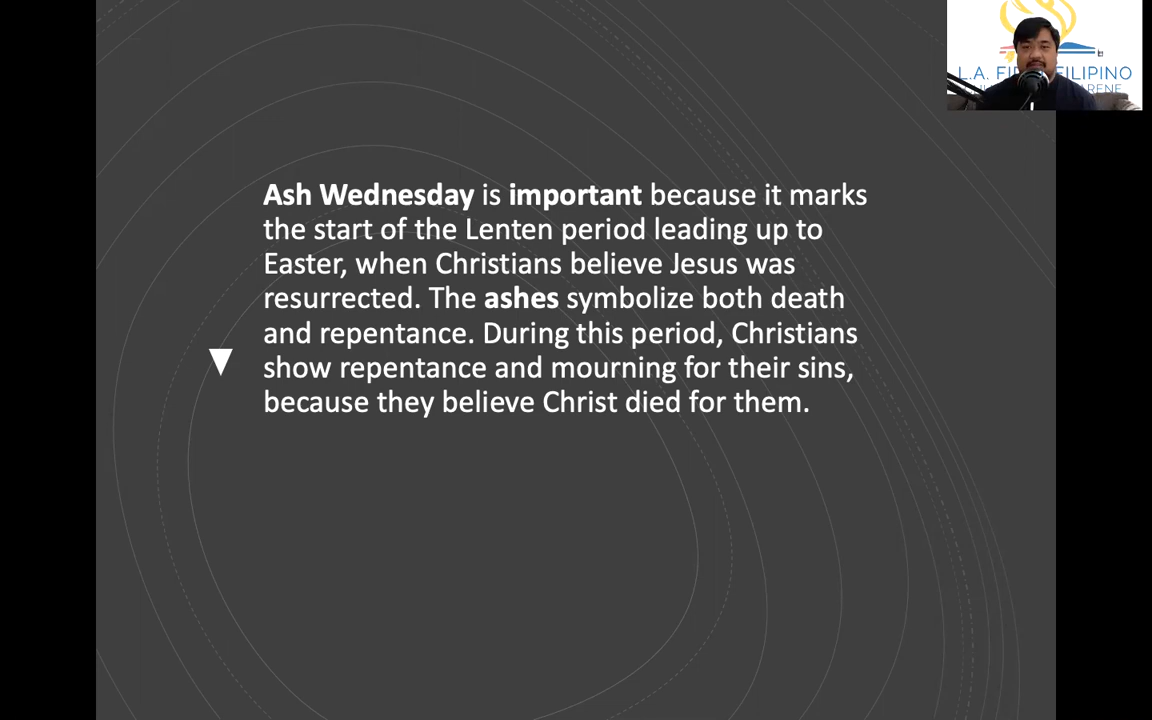 L.A. FI FILIPINO
ARENE
Ash Wednesday is important because it marks
the start of the Lenten period leading up to
Easter, when Christians believe Jesus was
resurrected. The ashes symbolize both death
and repentance. During this period, Christians
show repentance and mourning for their sins,
because they believe Christ died for them.